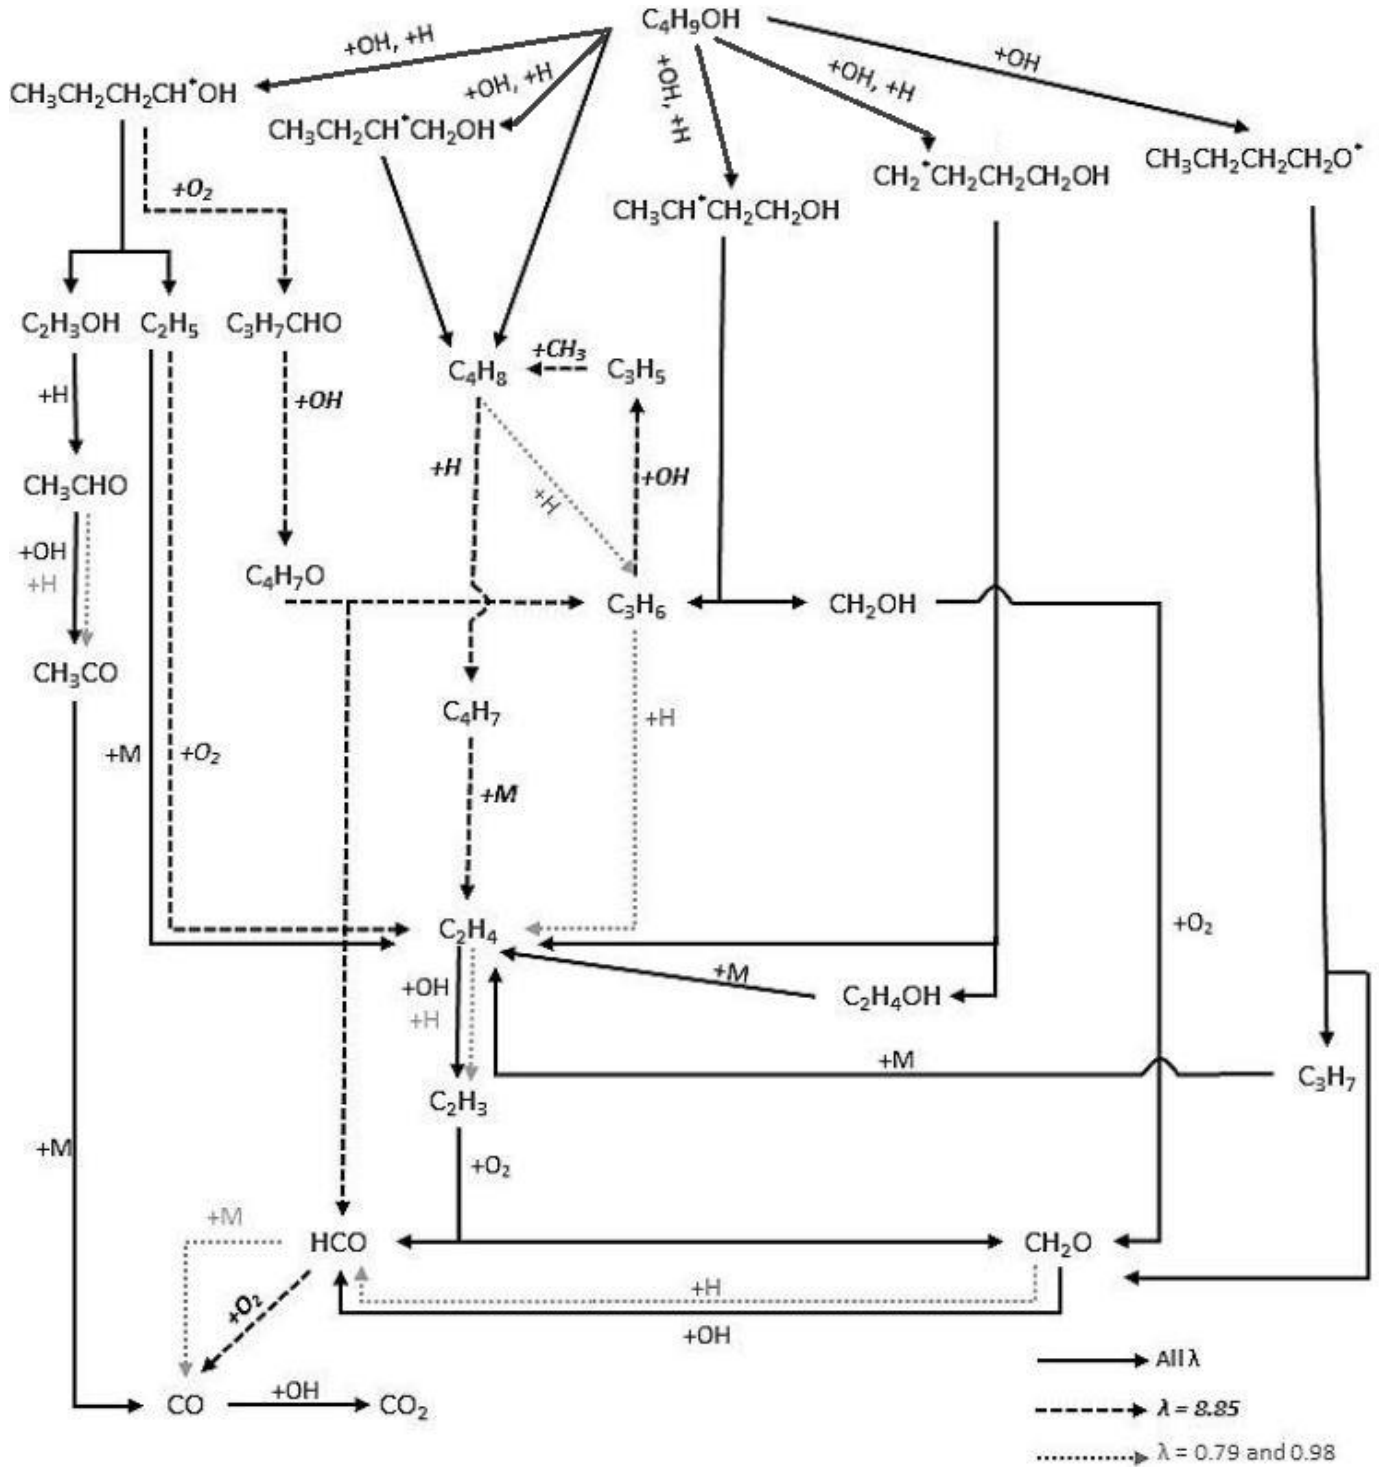 C₄H₉OH
+OH, +H
+OH, +H
+OH, +H
+OH, +H
+OH
CH₃CH₂CH₂CH*OH
CH₃CH₂CH*CH₂OH
CH₃CH*CH₂CH₂OH
CH₂*CH₂CH₂CH₂OH
CH₃CH₂CH₂CH₂O*
+O₂
C₂H₃OH
C₂H₅
C₃H₇CHO
C₄H₈
+CH₃
C₃H₅
+H
+OH
+H
+H
+OH
CH₃CHO
+OH
+H
C₄H₇O
C₃H₆
CH₂OH
CH₃CO
C₄H₇
+H
+M
+O₂
+M
C₂H₄
+O₂
+OH
+H
+M
C₂H₄OH
+M
C₃H₇
C₂H₃
+M
+O₂
+M
HCO
CH₂O
+O₂
+H
+OH
CO
+OH
CO₂
All λ
λ = 8.85
λ = 0.79 and 0.98